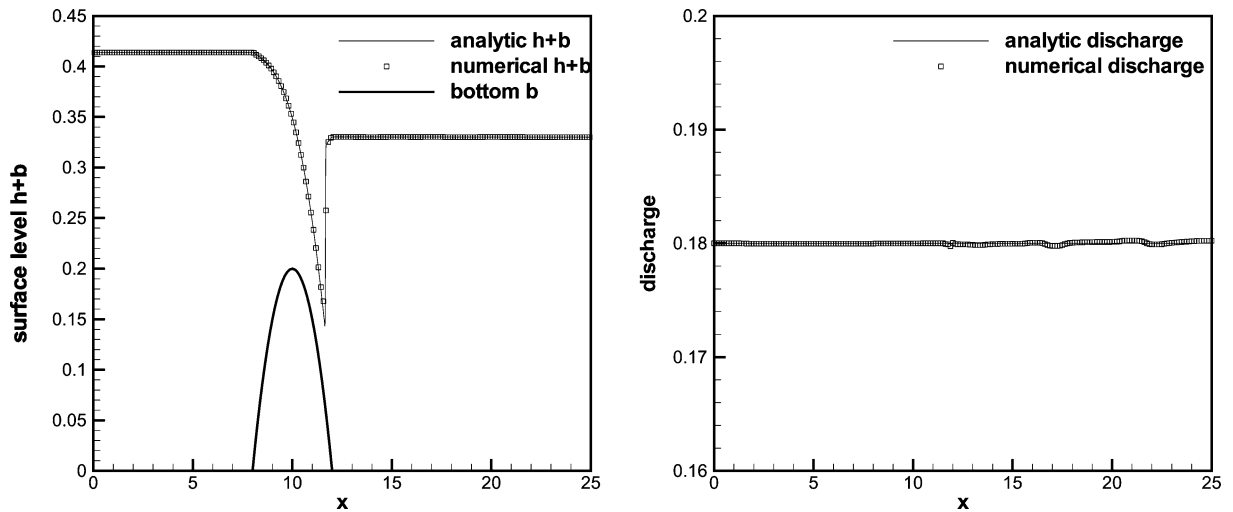 0.45
0.4
0.35
0.3
0.25
0.2
0.15
0.1
0.05
0
surface level h+b
analytic h+b
numerical h+b
bottom b
0 5 10 15 20 25
x
0.2
0.19
0.18
0.17
0.16
discharge
analytic discharge
numerical discharge
0 5 10 15 20 25
x